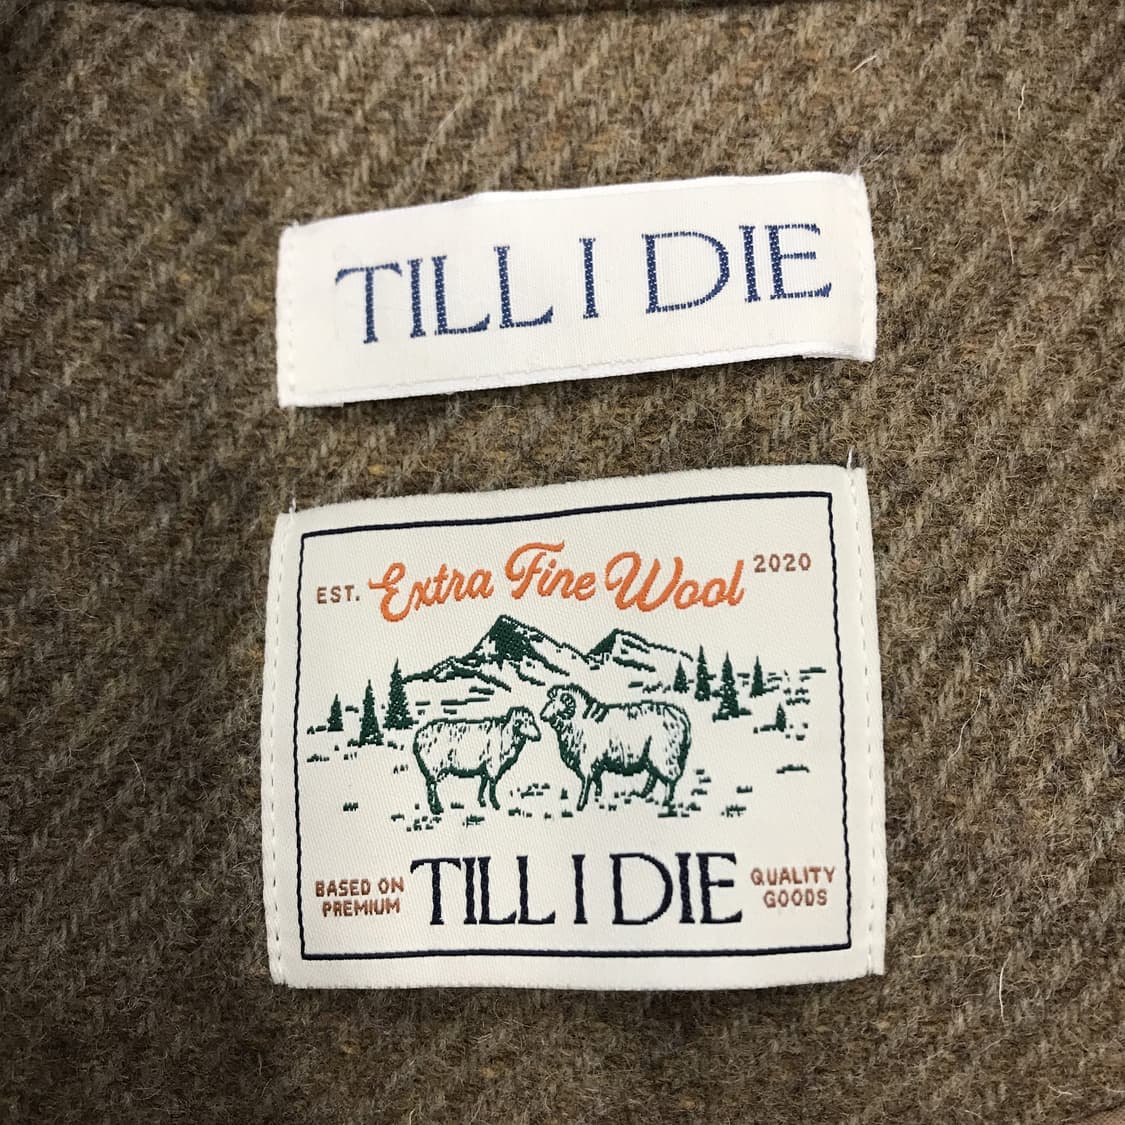 TILL I DIE
EST. Extra Fine Wool 2020
BASED ON PREMIUM TILL I DIE QUALITY GOODS